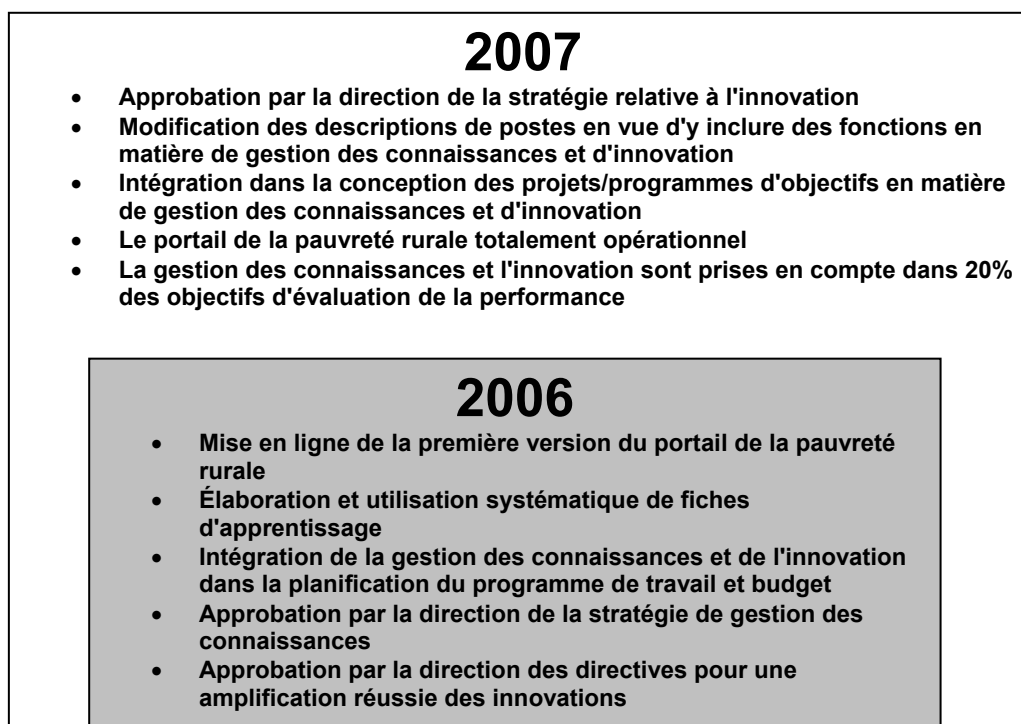 2007
• Approbation par la direction de la stratégie relative à l'innovation
• Modification des descriptions de postes en vue d'y inclure des fonctions en
matière de gestion des connaissances et d'innovation
• Intégration dans la conception des projets/programmes d'objectifs en matière
de gestion des connaissances et d'innovation
• Le portail de la pauvreté rurale totalement opérationnel
• La gestion des connaissances et l'innovation sont prises en compte dans 20%
des objectifs d'évaluation de la performance
2006
• Mise en ligne de la première version du portail de la pauvreté
rurale
• Élaboration et utilisation systématique de fiches
d'apprentissage
• Intégration de la gestion des connaissances et de l'innovation
dans la planification du programme de travail et budget
• Approbation par la direction de la stratégie de gestion des
connaissances
• Approbation par la direction des directives pour une
amplification réussie des innovations